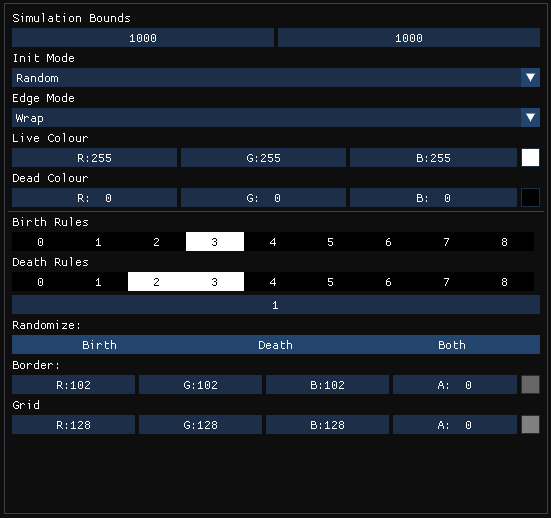 Simulation Bounds
1000 1000
Init Mode
Random
Edge Mode
Wrap
Live Colour
R:255 G:255 B:255
Dead Colour
R: 0 G: 0 B: 0
Birth Rules
0 1 2 3 4 5 6 7 8
Death Rules
0 1 2 3 4 5 6 7 8
1
Randomize:
Birth Death Both
Border:
R:102 G:102 B:102 A: 0
Grid
R:128 G:128 B:128 A: 0